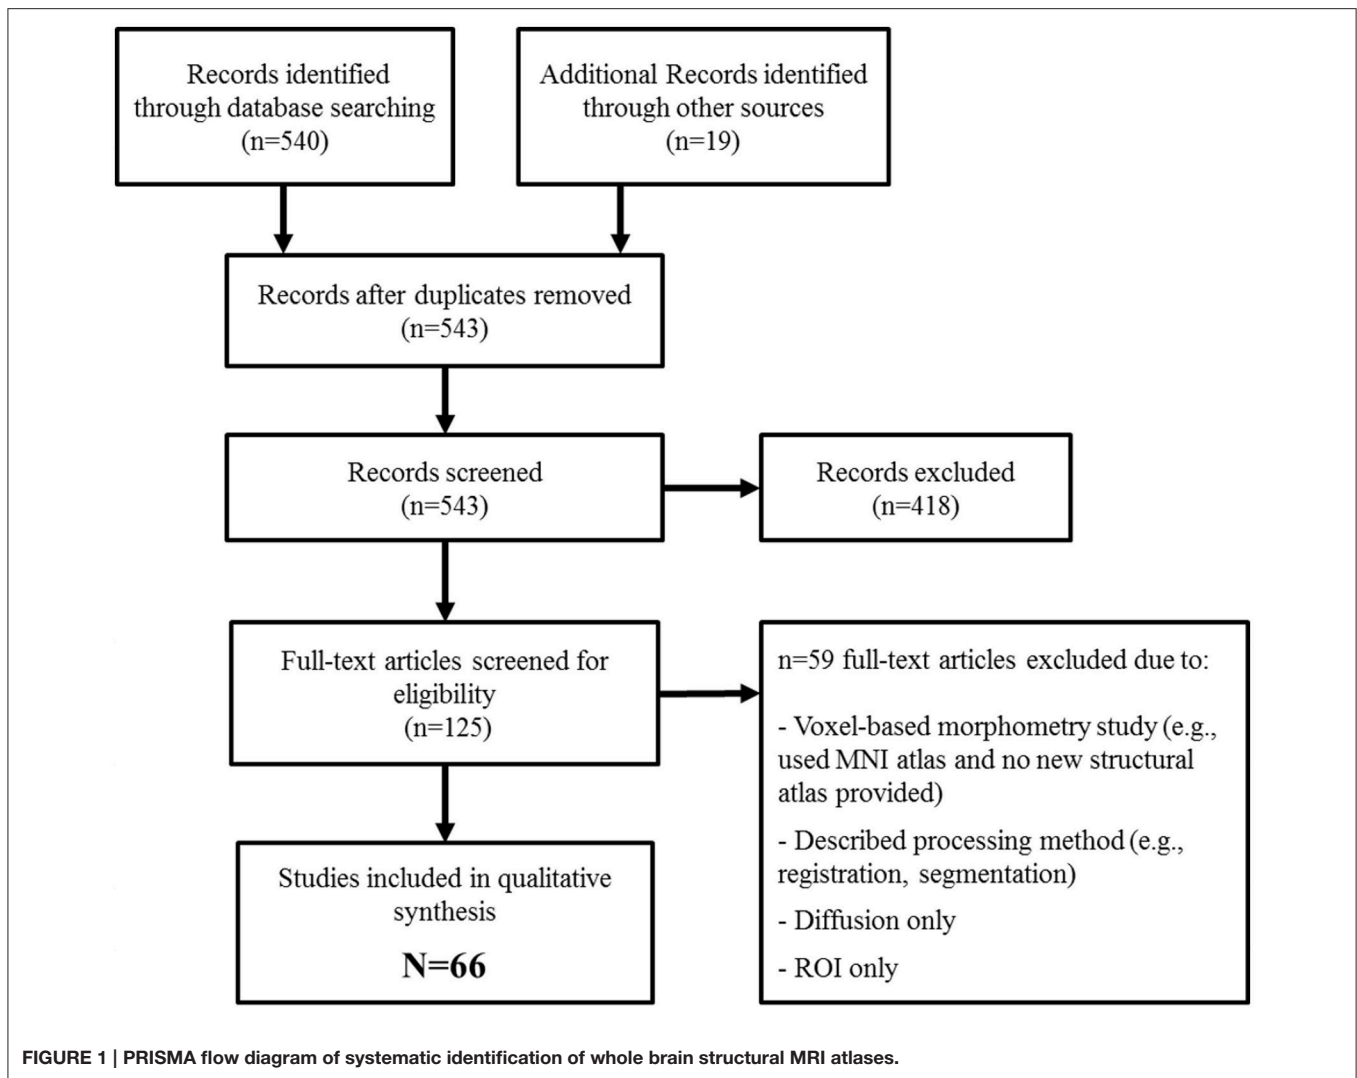 Records identified
through database searching
(n=540)
Additional Records identified
through other sources
(n=19)
Records after duplicates removed
(n=543)
Records screened
(n=543)
Records excluded
(n=418)
Full-text articles screened for
eligibility
(n=125)
n=59 full-text articles excluded due to:
- Voxel-based morphometry study (e.g.,
used MNI atlas and no new structural
atlas provided)
- Described processing method (e.g.,
registration, segmentation)
- Diffusion only
- ROI only
Studies included in qualitative
synthesis
N=66
FIGURE 1 | PRISMA flow diagram of systematic identification of whole brain structural MRI atlases.